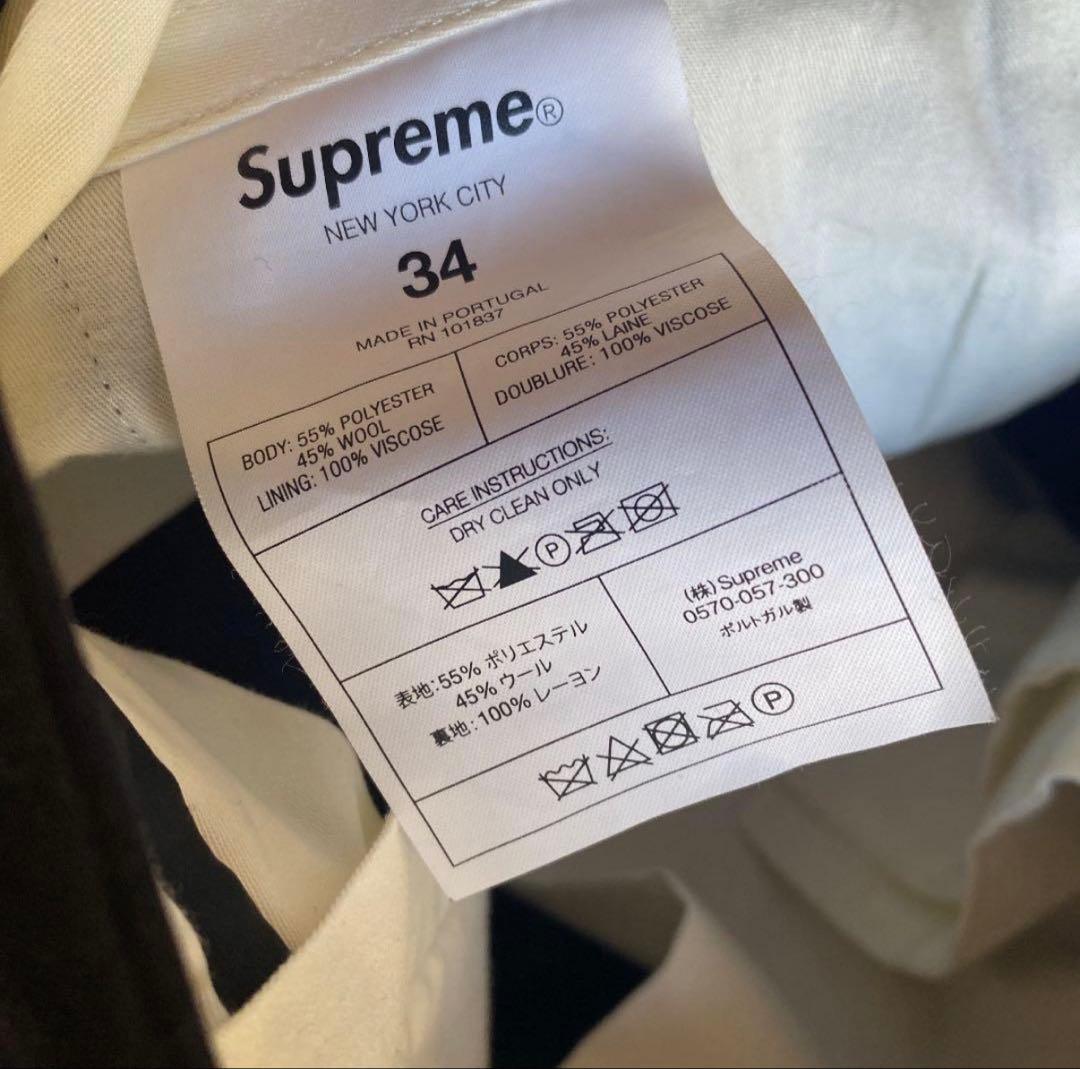 Supreme®
NEW YORK CITY
34
MADE IN PORTUGAL
RN 101837
BODY: 55% POLYESTER
45% WOOL
LINING: 100% VISCOSE
CORPS: 55% POLYESTER
45% LAINE
DOUBLURE: 100% VISCOSE
CARE INSTRUCTIONS:
DRY CLEAN ONLY
P
表地:55% ポリエステル
45% ウール
裏地:100% レーヨン
(株)Supreme
0570-057-300
ポルトガル製
P